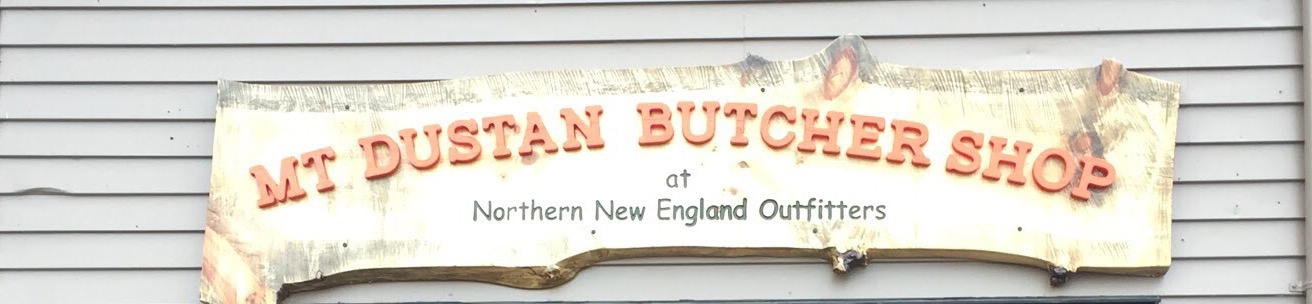 MT DUSTAN BUTCHER SHOP
at
Northern New England Outfitters